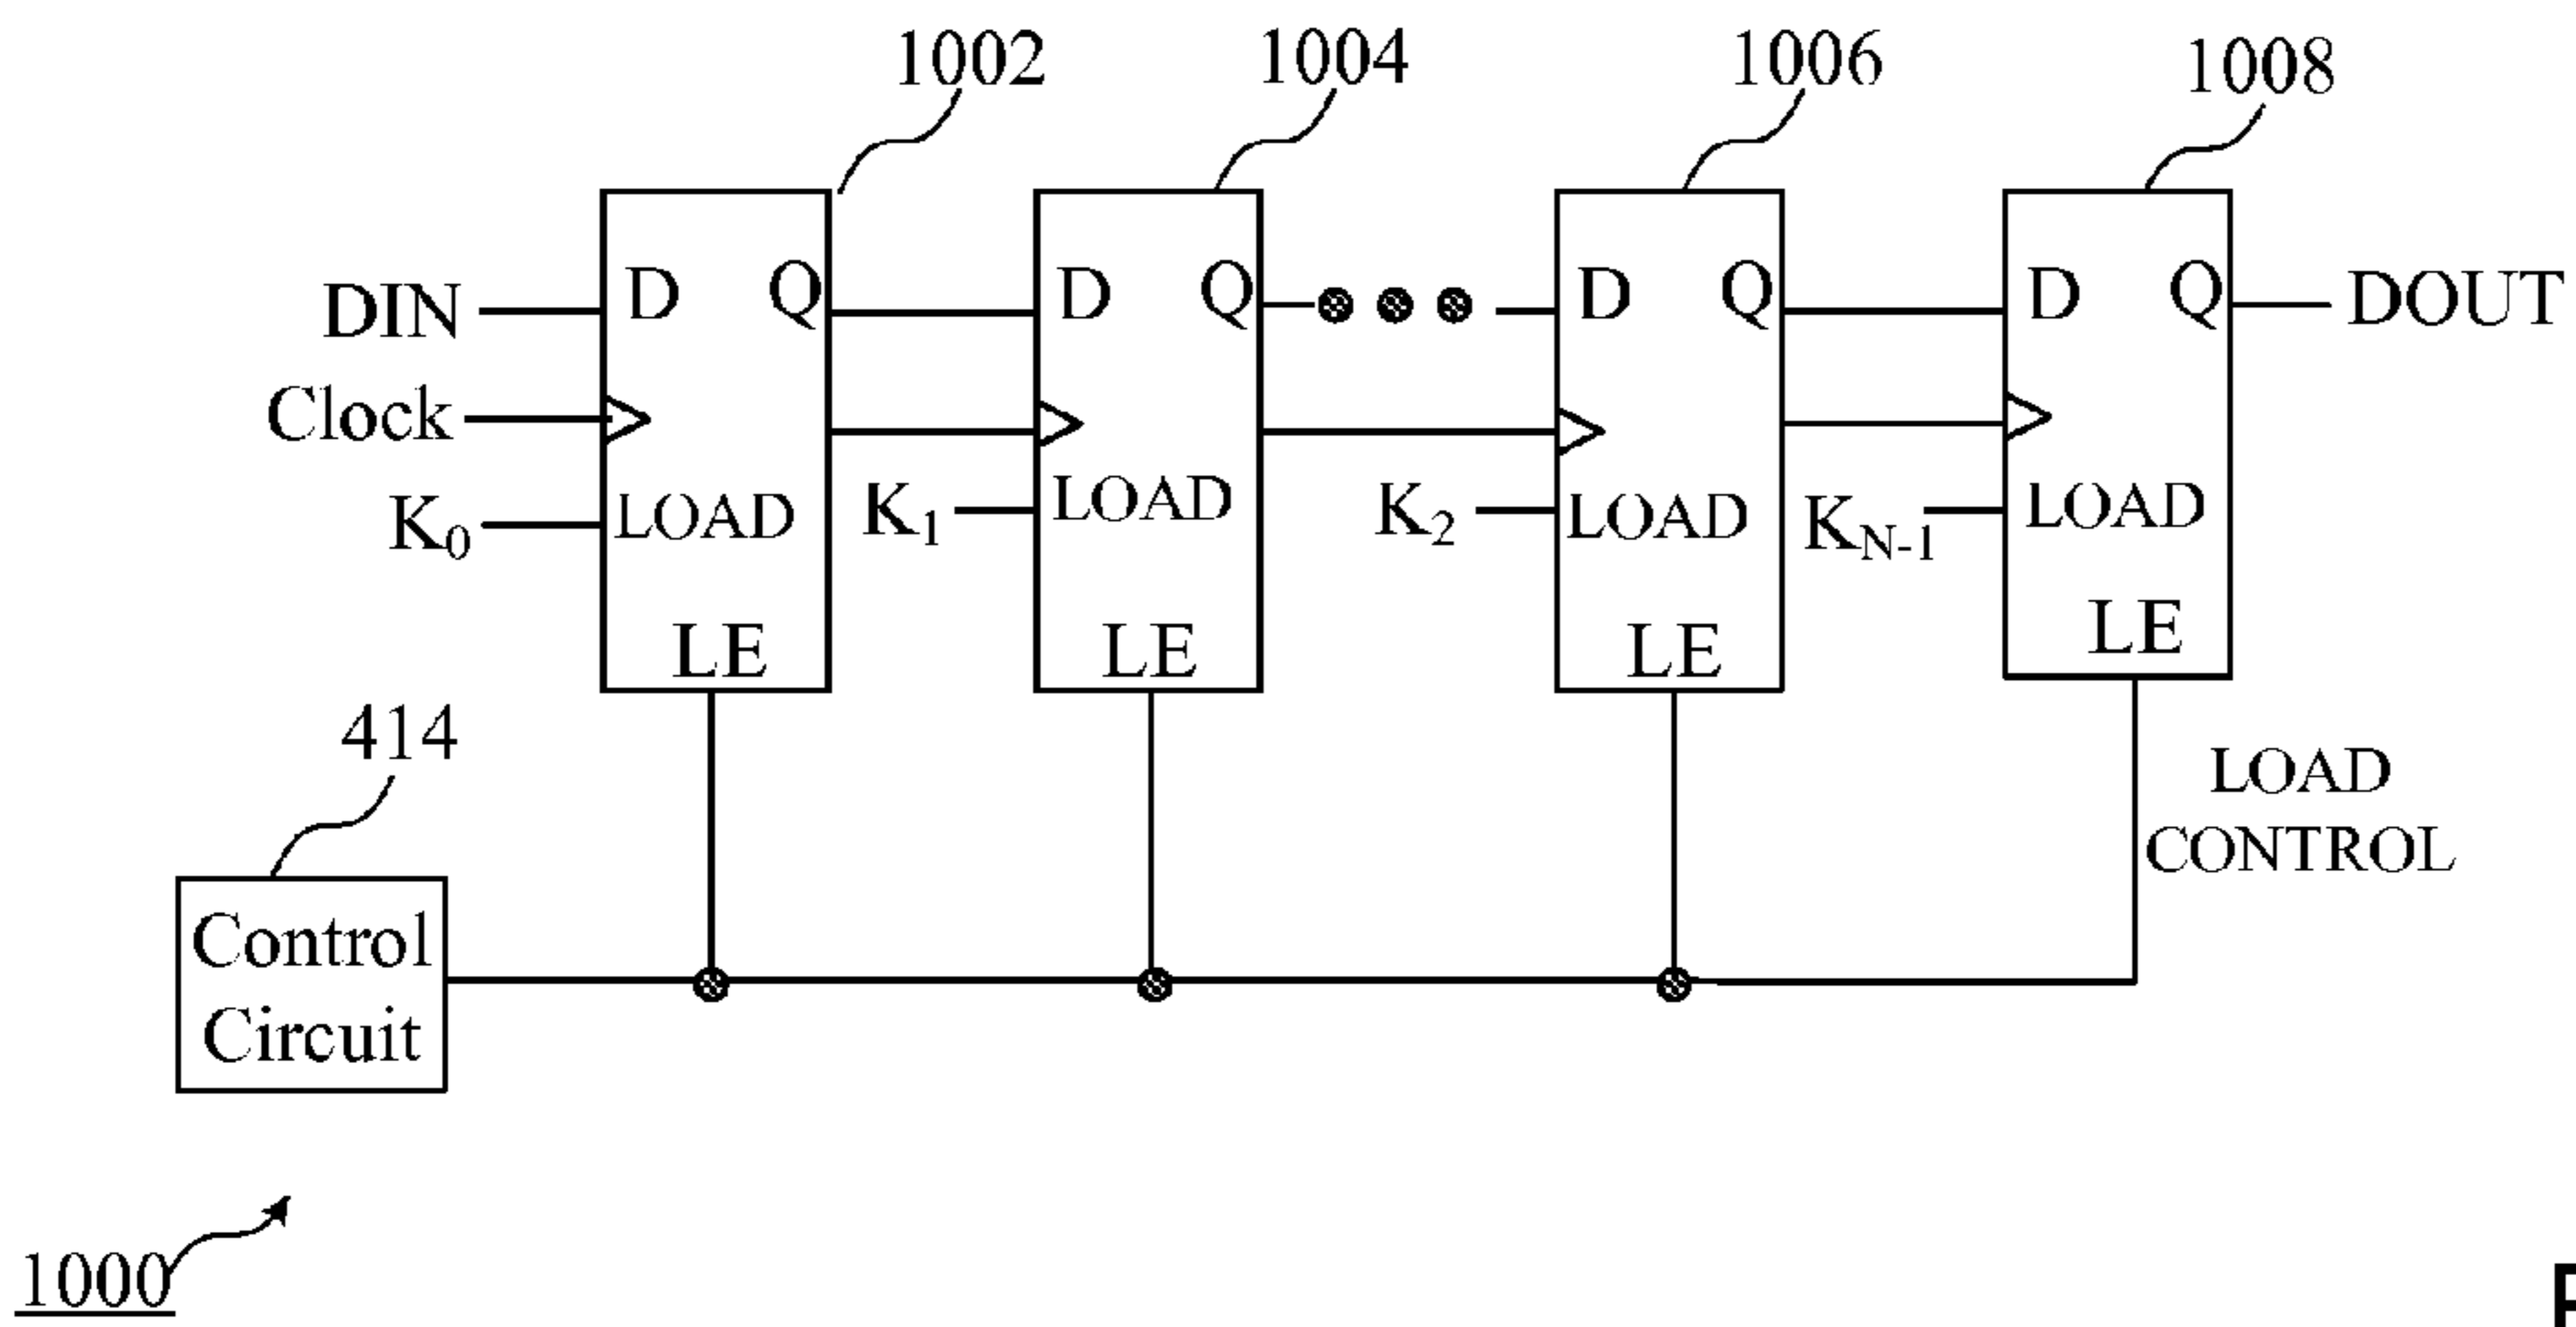 1002 1004 1006 1008
D Q D Q D Q D Q
DIN DOUT
Clock
K₀ LOAD K₁ LOAD K₂ LOAD K_N-1 LOAD
LE LE LE LE
414
LOAD
CONTROL
Control
Circuit
1000